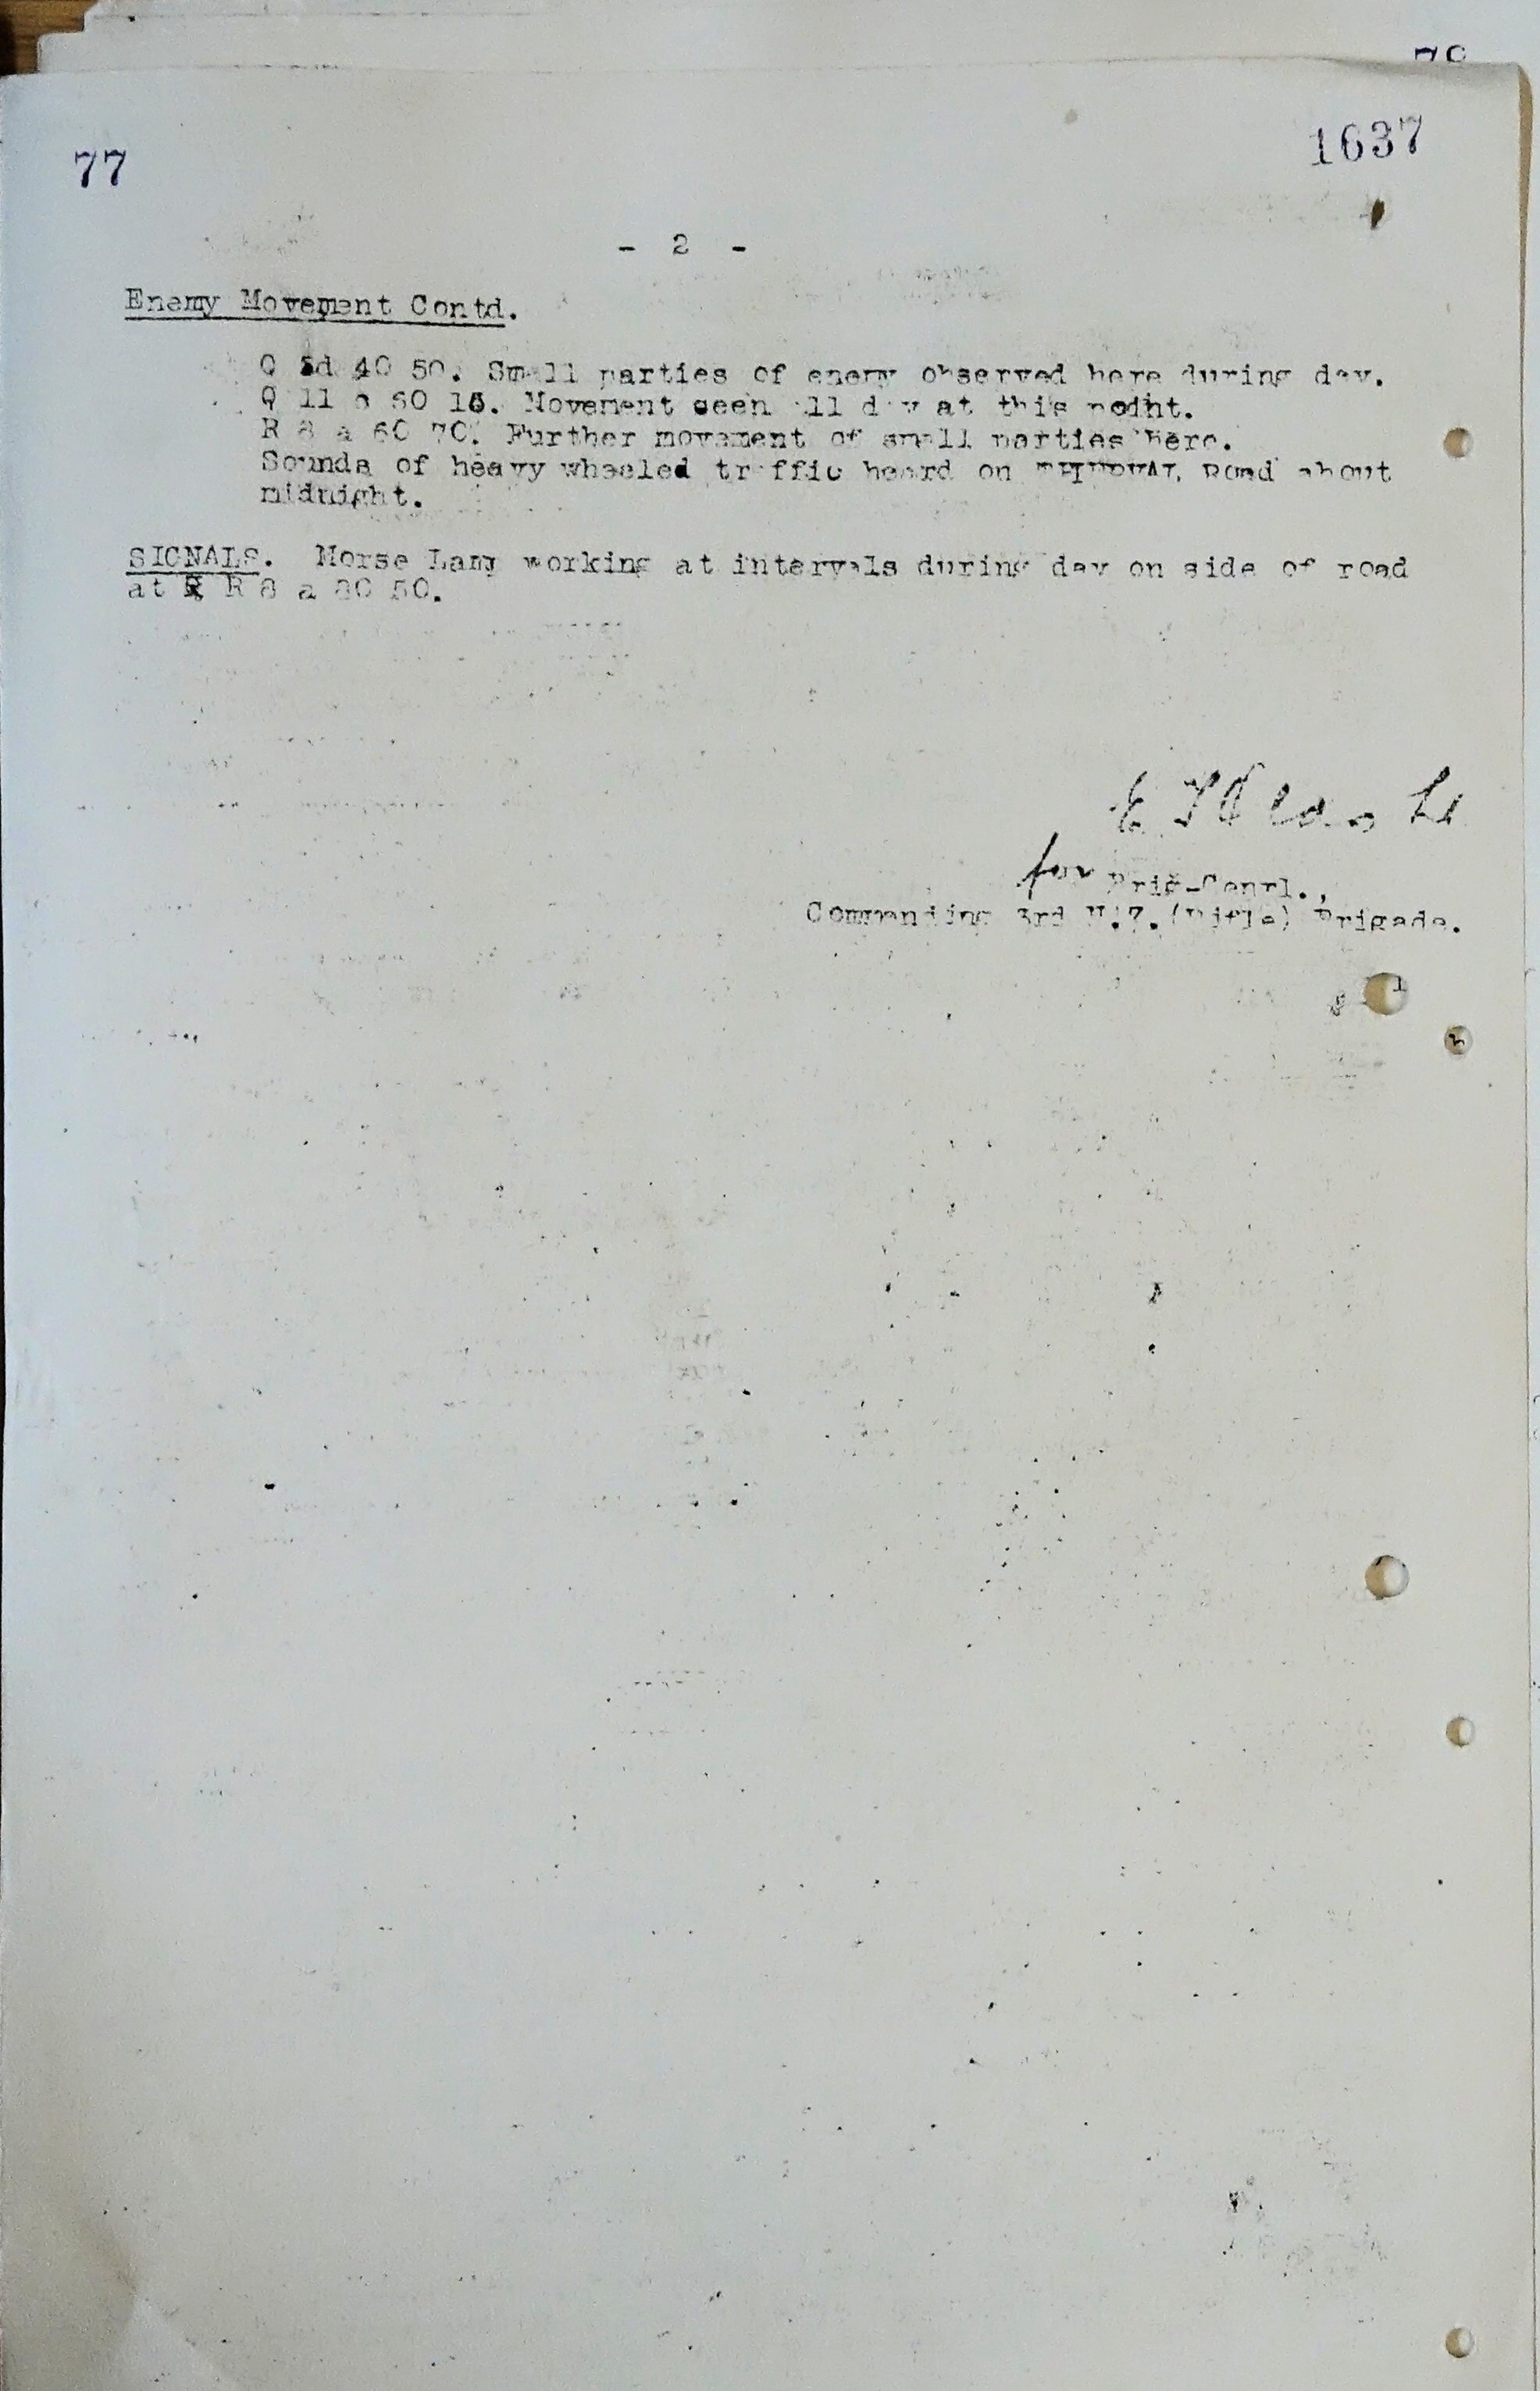 77
1637
- 2 -
Enemy Movement Contd.
Q 5d 40 50. Small parties of enemy observed here during day.
Q 11 60 15. Movement seen all day at this point.
R 8 a 60 70. Further movement of small parties here.
Sounds of heavy wheeled traffic heard on THIEPVAL Road about
midnight.
SIGNALS. Morse Lamp working at intervals during day on side of road
at R 8 a 80 50.
for Brig-Genrl.,
Commanding 3rd N.Z.(Rifle) Brigade.